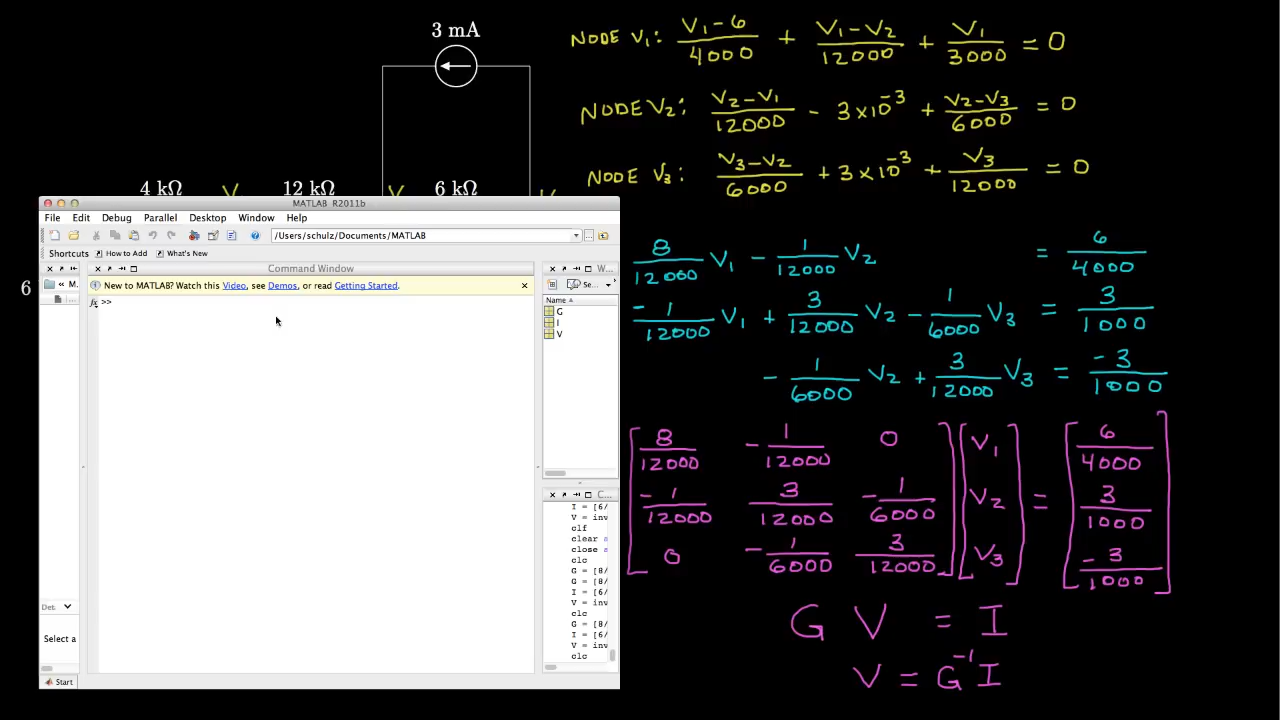 3 mA
4 kΩ V 12 kΩ V 6 kΩ V
6
NODE V1: (V1-6)/4000 + (V1-V2)/12000 + V1/3000 = 0
NODE V2: (V2-V1)/12000 - 3x10^-3 + (V2-V3)/6000 = 0
NODE V3: (V3-V2)/6000 + 3x10^-3 + V3/12000 = 0
8/12000 V1 - 1/12000 V2 = 6/4000
-1/12000 V1 + 3/12000 V2 - 1/6000 V3 = 3/1000
-1/6000 V2 + 3/12000 V3 = -3/1000
[8/12000 -1/12000 0] [V1] [6/4000]
[-1/12000 3/12000 -1/6000] [V2] = [3/1000]
[0 -1/6000 3/12000] [V3] [-3/1000]
G V = I
V = G^-1 I
MATLAB R2011b
File Edit Debug Parallel Desktop Window Help
/Users/schulz/Documents/MATLAB
Shortcuts How to Add What's New
« M.
Command Window
W...
New to MATLAB? Watch this Video, see Demos, or read Getting Started.
Se...
fx >>
Name
G
I
V
C...
I = [6/
V = inv
clf
clear
close
clc
G = [8/
G = [8/
I = [6/
V = inv
clc
G = [8/
I = [6/
V = inv
clc
Det.
Select a
Start